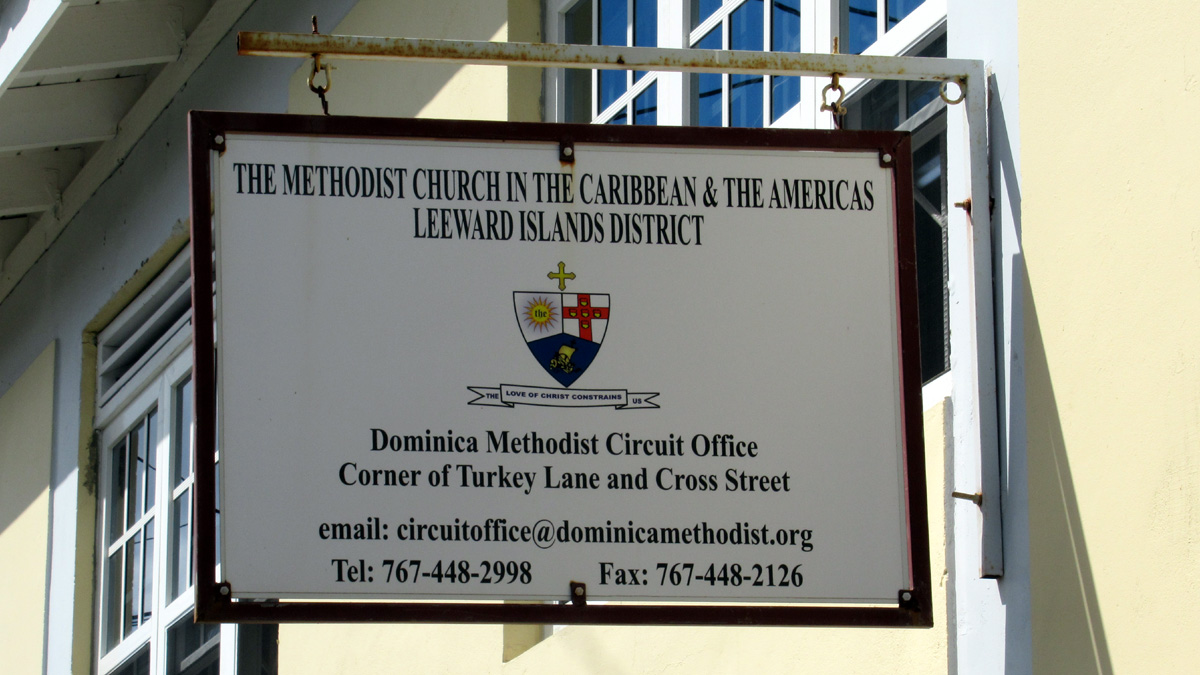 THE METHODIST CHURCH IN THE CARIBBEAN & THE AMERICAS
LEEWARD ISLANDS DISTRICT
the
THE LOVE OF CHRIST CONSTRAINS US
Dominica Methodist Circuit Office
Corner of Turkey Lane and Cross Street
email: circuitoffice@dominicamethodist.org
Tel: 767-448-2998 Fax: 767-448-2126